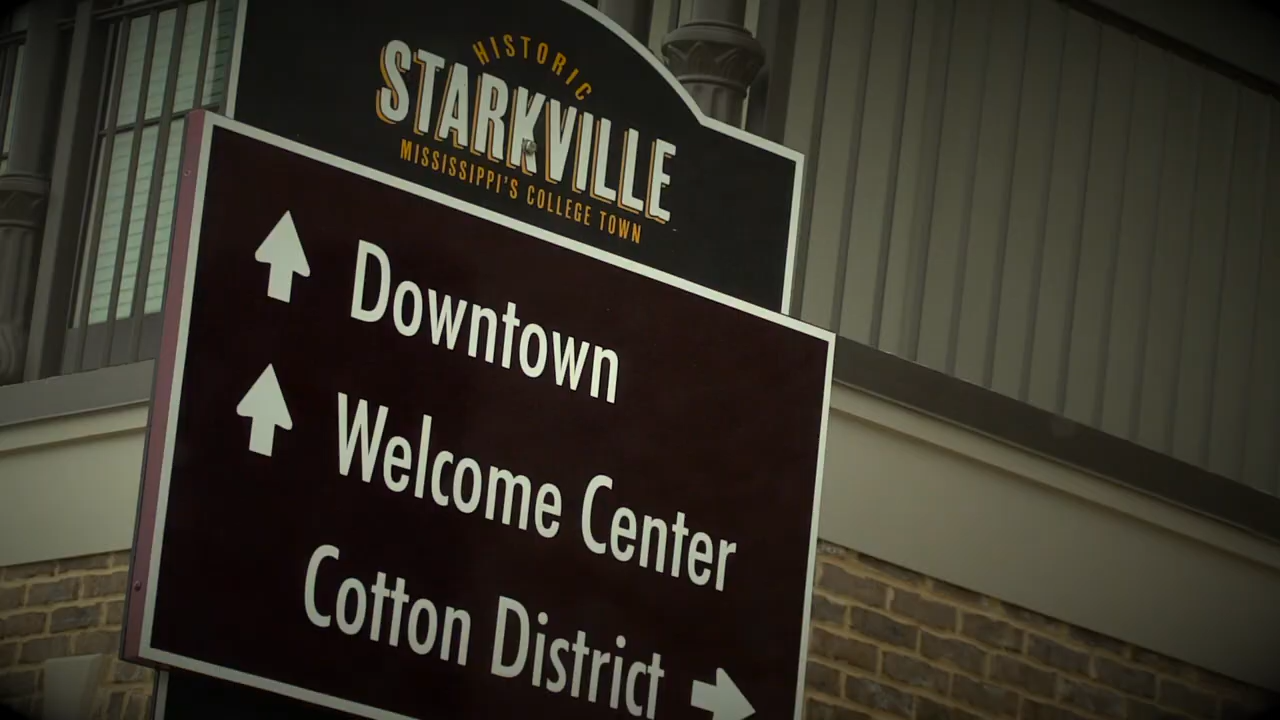 HISTORIC
STARKVILLE
MISSISSIPPI'S COLLEGE TOWN
Downtown
Welcome Center
Cotton District